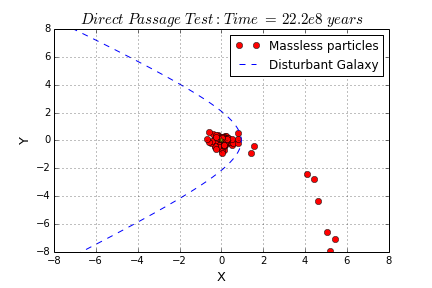 Direct Passage Test: Time = 22.2e8 years
Massless particles
Disturbant Galaxy
Y
8
6
4
2
0
−2
−4
−6
−8
−8 −6 −4 −2 0 2 4 6 8
X